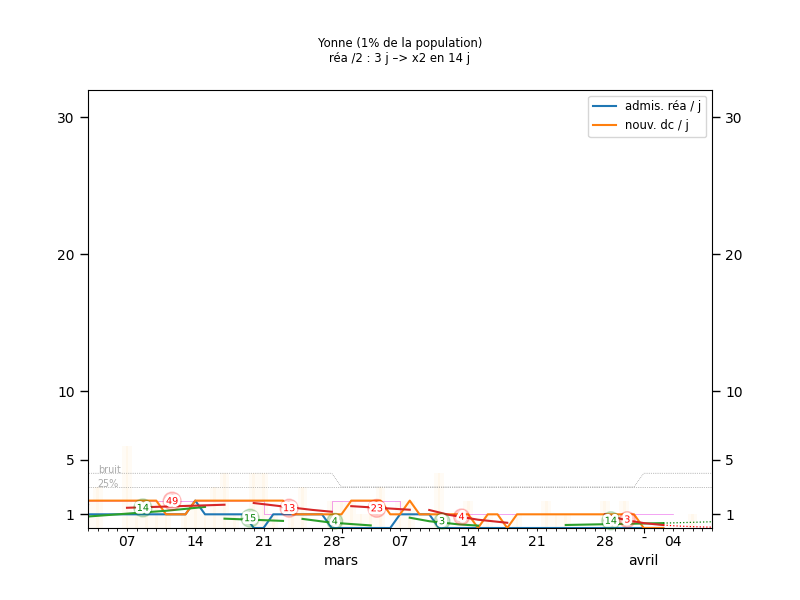 Yonne (1% de la population)
réa /2 : 3 j –> x2 en 14 j
admis. réa / j
nouv. dc / j
30 30
20 20
10 10
5 5
1 1
bruit
25%
14 49 15 13 4 23 3 4 14 3
07 14 21 28 07 14 21 28 04
mars avril